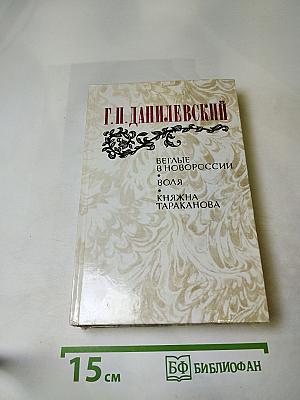 Г.П. ДАНИЛЕВСКИЙ
БЕГЛЫЕ
В НОВОРОССИИ
•
ВОЛЯ
•
КНЯЖНА
ТАРАКАНОВА
15 см
БФ БИБЛИОФАН